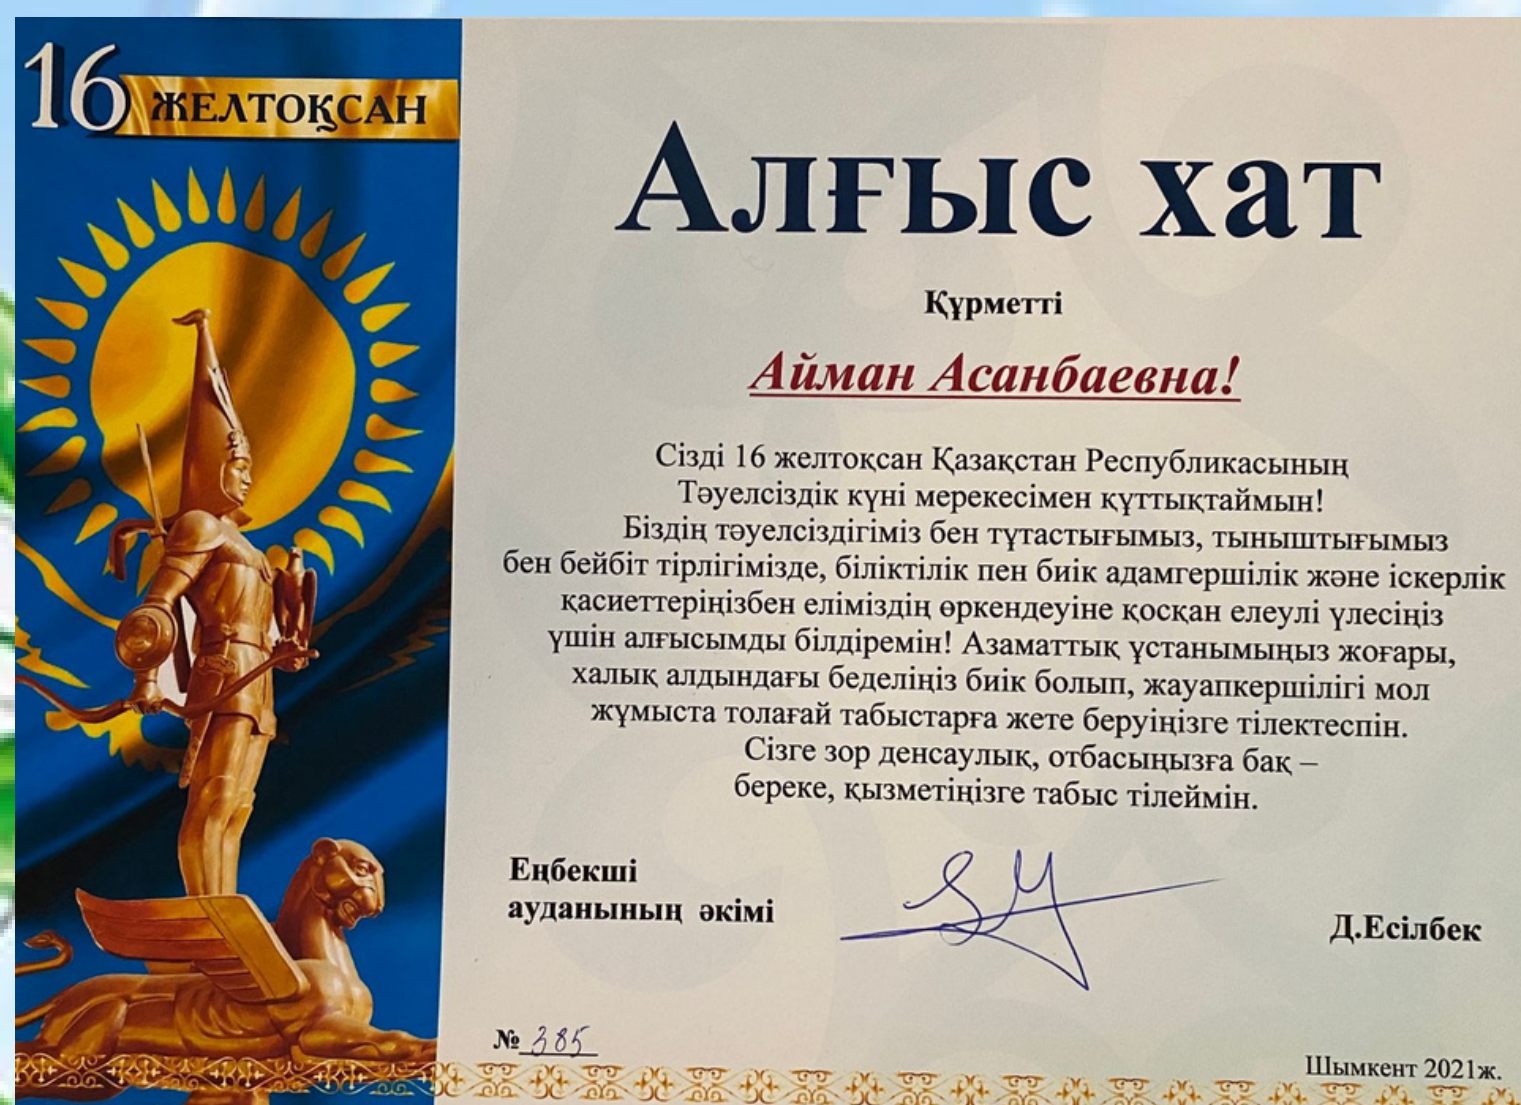 16 ЖЕЛТОҚСАН
Алғыс хат
Құрметті
Айман Асанбаевна!
Сізді 16 желтоқсан Қазақстан Республикасының
Тәуелсіздік күні мерекесімен құттықтаймын!
Біздің тәуелсіздігіміз бен тұтастығымыз, тыныштығымыз
бен бейбіт тірлігімізде, біліктілік пен биік адамгершілік және іскерлік
қасиеттеріңізбен еліміздің өркендеуіне қосқан елеулі үлесіңіз
үшін алғысымды білдіремін! Азаматтық ұстанымыңыз жоғары,
халық алдындағы беделіңіз биік болып, жауапкершілігі мол
жұмыста толағай табыстарға жете беруіңізге тілектеспін.
Сізге зор денсаулық, отбасыңызға бақ –
береке, қызметіңізге табыс тілеймін.
Еңбекші
ауданының әкімі
Д.Есілбек
№ 385
Шымкент 2021ж.